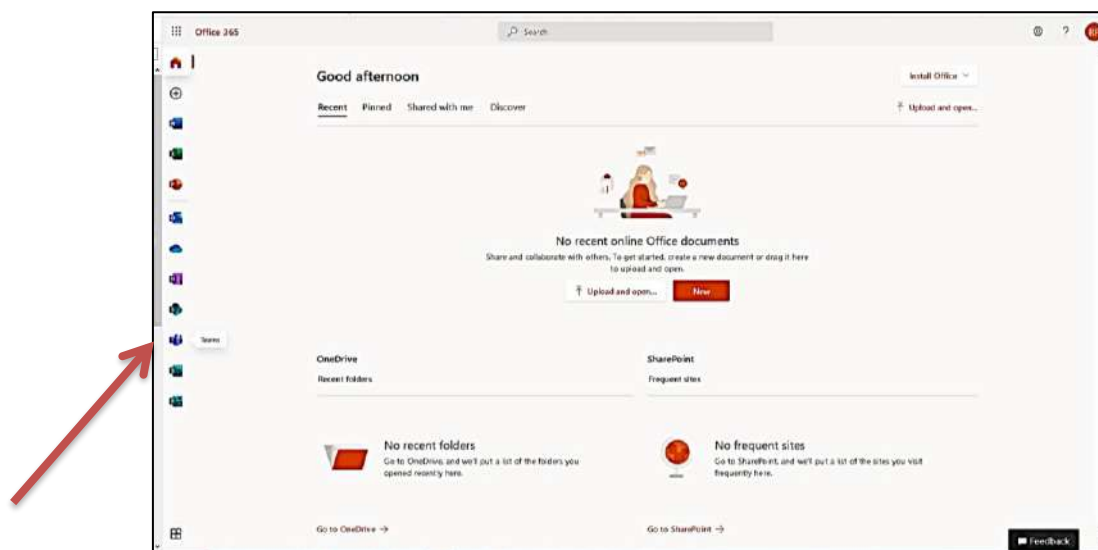 Office 365
Search
?
Good afternoon
Install Office
Recent Pinned Shared with me Discover
Upload and open...
No recent online Office documents
Share and collaborate with others. To get started, create a new document or drag it here
to upload and open.
Upload and open... New
Teams
OneDrive
Recent folders
SharePoint
Frequent sites
No recent folders
Go to OneDrive, and we'll put a list of the folders you
opened recently here.
No frequent sites
Go to SharePoint, and we'll put a list of the sites you visit
frequently here.
Go to OneDrive →
Go to SharePoint →
Feedback